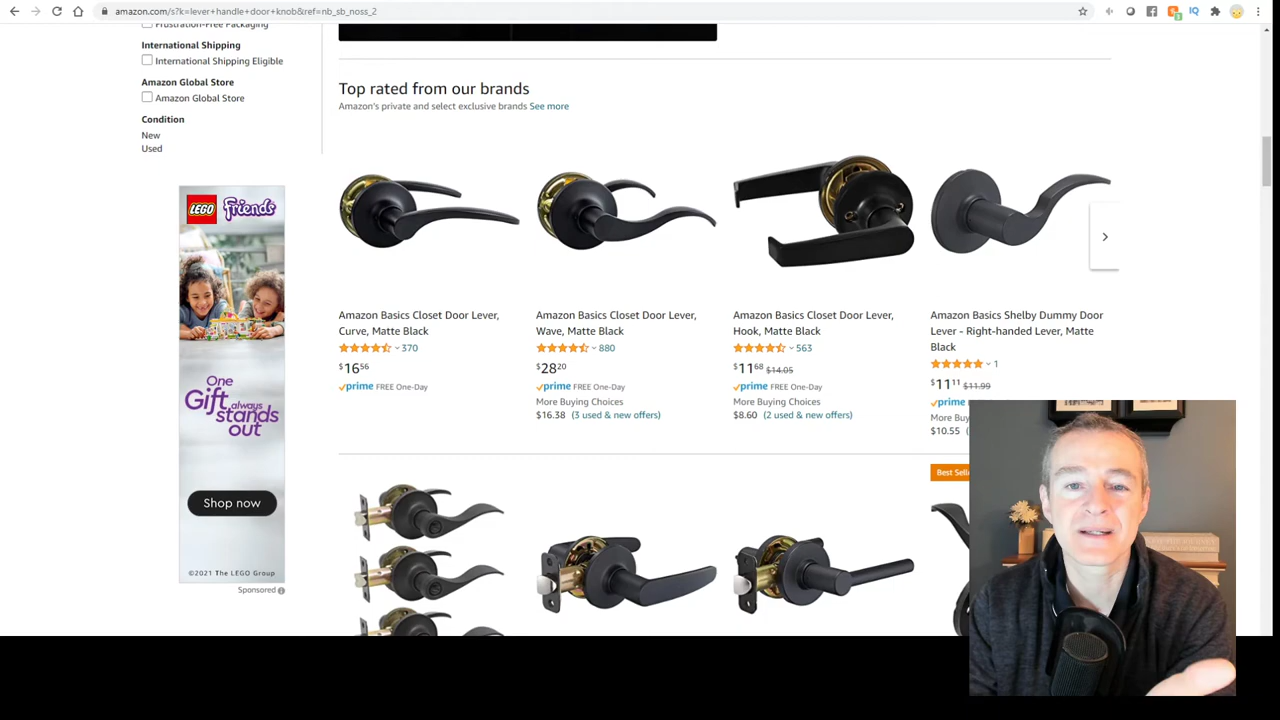 amazon.com/s?k=lever+handle+door+knob&ref=nb_sb_noss_2
Frustration-Free Packaging
International Shipping
International Shipping Eligible
Amazon Global Store
Amazon Global Store
Condition
New
Used
LEGO Friends
One
Gift always
stands
out
Shop now
©2021 The LEGO Group
Sponsored
Top rated from our brands
Amazon's private and select exclusive brands See more
Amazon Basics Closet Door Lever,
Curve, Matte Black
370
$16 56
prime FREE One-Day
Amazon Basics Closet Door Lever,
Wave, Matte Black
880
$28 20
prime FREE One-Day
More Buying Choices
$16.38 (3 used & new offers)
Amazon Basics Closet Door Lever,
Hook, Matte Black
563
$11 68 $14.05
prime FREE One-Day
More Buying Choices
$8.60 (2 used & new offers)
Amazon Basics Shelby Dummy Door
Lever - Right-handed Lever, Matte
Black
1
$11 11 $11.99
prime
More Bu
$10.55
Best Sell